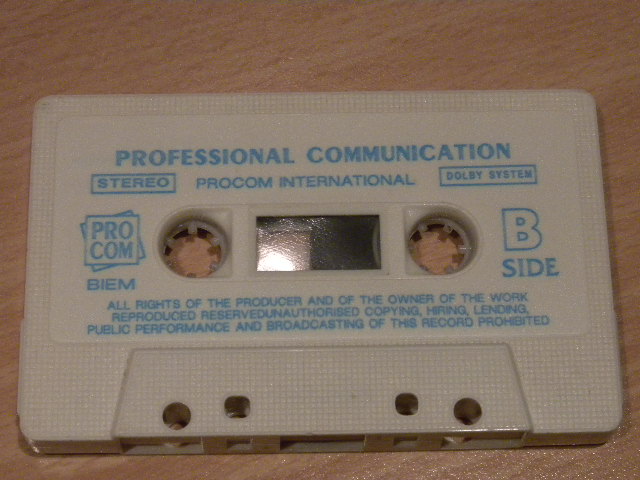 PROFESSIONAL COMMUNICATION
STEREO PROCOM INTERNATIONAL DOLBY SYSTEM
PRO
COM
BIEM
B
SIDE
ALL RIGHTS OF THE PRODUCER AND OF THE OWNER OF THE WORK
REPRODUCED RESERVEDUNAUTHORISED COPYING, HIRING, LENDING,
PUBLIC PERFORMANCE AND BROADCASTING OF THIS RECORD PROHIBITED